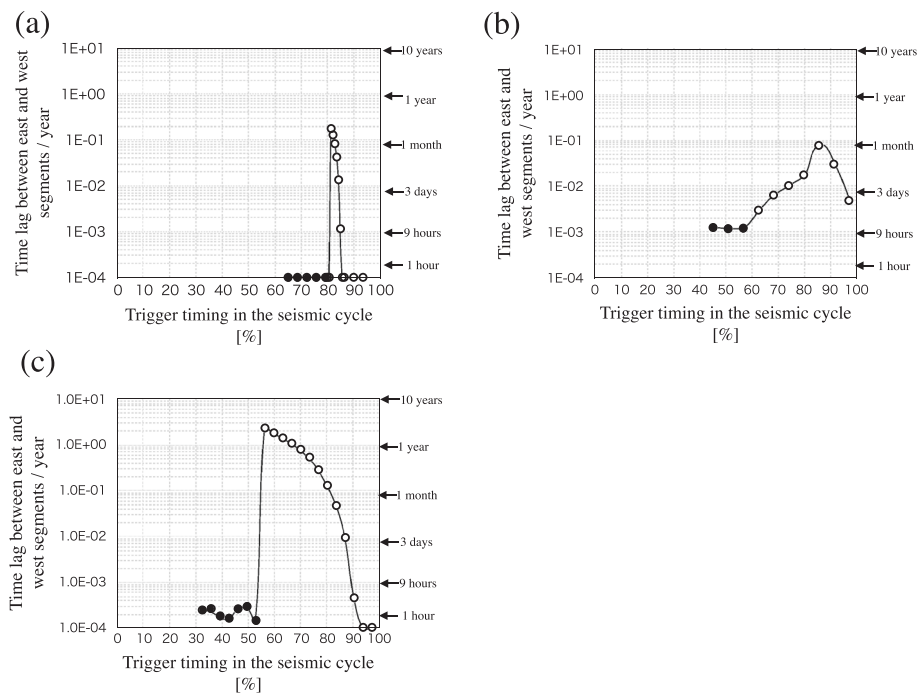 (a)
Time lag between east and west
segments / year
1E+01
1E+00
1E-01
1E-02
1E-03
1E-04
10 years
1 year
1 month
3 days
9 hours
1 hour
0 10 20 30 40 50 60 70 80 90 100
Trigger timing in the seismic cycle
[%]
(b)
Time lag between east and
west segments / year
1E+01
1E+00
1E-01
1E-02
1E-03
1E-04
10 years
1 year
1 month
3 days
9 hours
1 hour
0 10 20 30 40 50 60 70 80 90 100
Trigger timing in the seismic cycle
[%]
(c)
Time lag between east and
west segments / year
1.0E+01
1.0E+00
1.0E-01
1.0E-02
1.0E-03
1.0E-04
10 years
1 year
1 month
3 days
9 hours
1 hour
0 10 20 30 40 50 60 70 80 90 100
Trigger timing in the seismic cycle
[%]